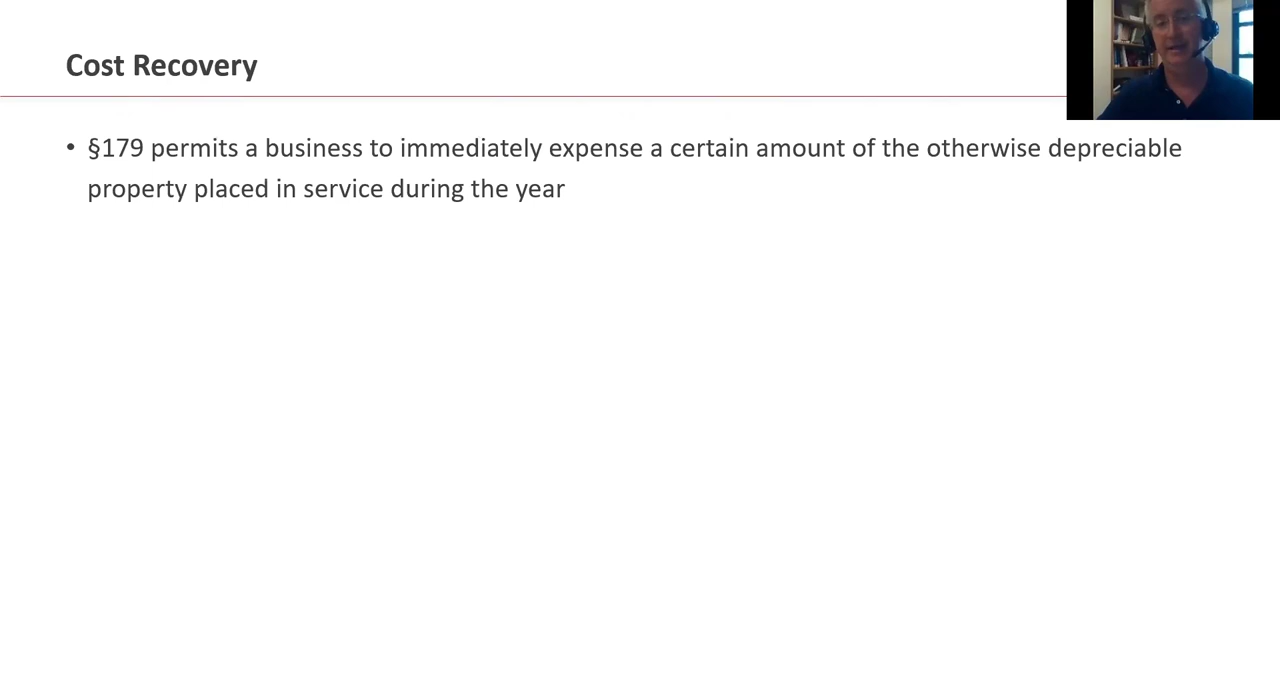 Cost Recovery
• §179 permits a business to immediately expense a certain amount of the otherwise depreciable
property placed in service during the year